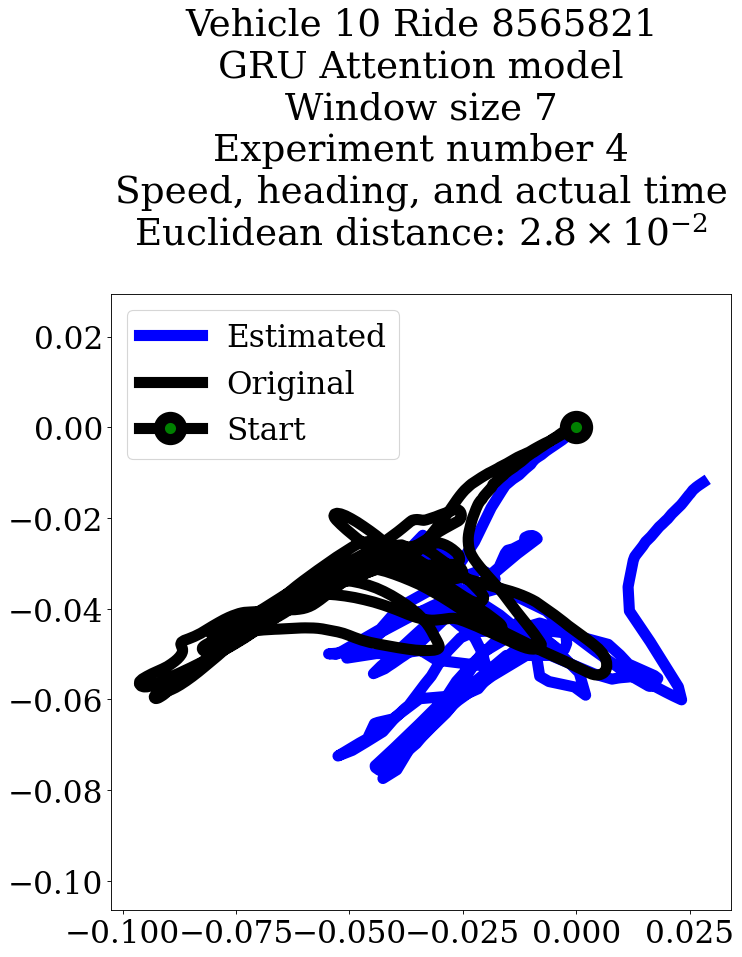 Vehicle 10 Ride 8565821
GRU Attention model
Window size 7
Experiment number 4
Speed, heading, and actual time
Euclidean distance: 2.8 × 10⁻²
Estimated
Original
Start
0.02
0.00
−0.02
−0.04
−0.06
−0.08
−0.10
−0.100 −0.075 −0.050 −0.025 0.000 0.025